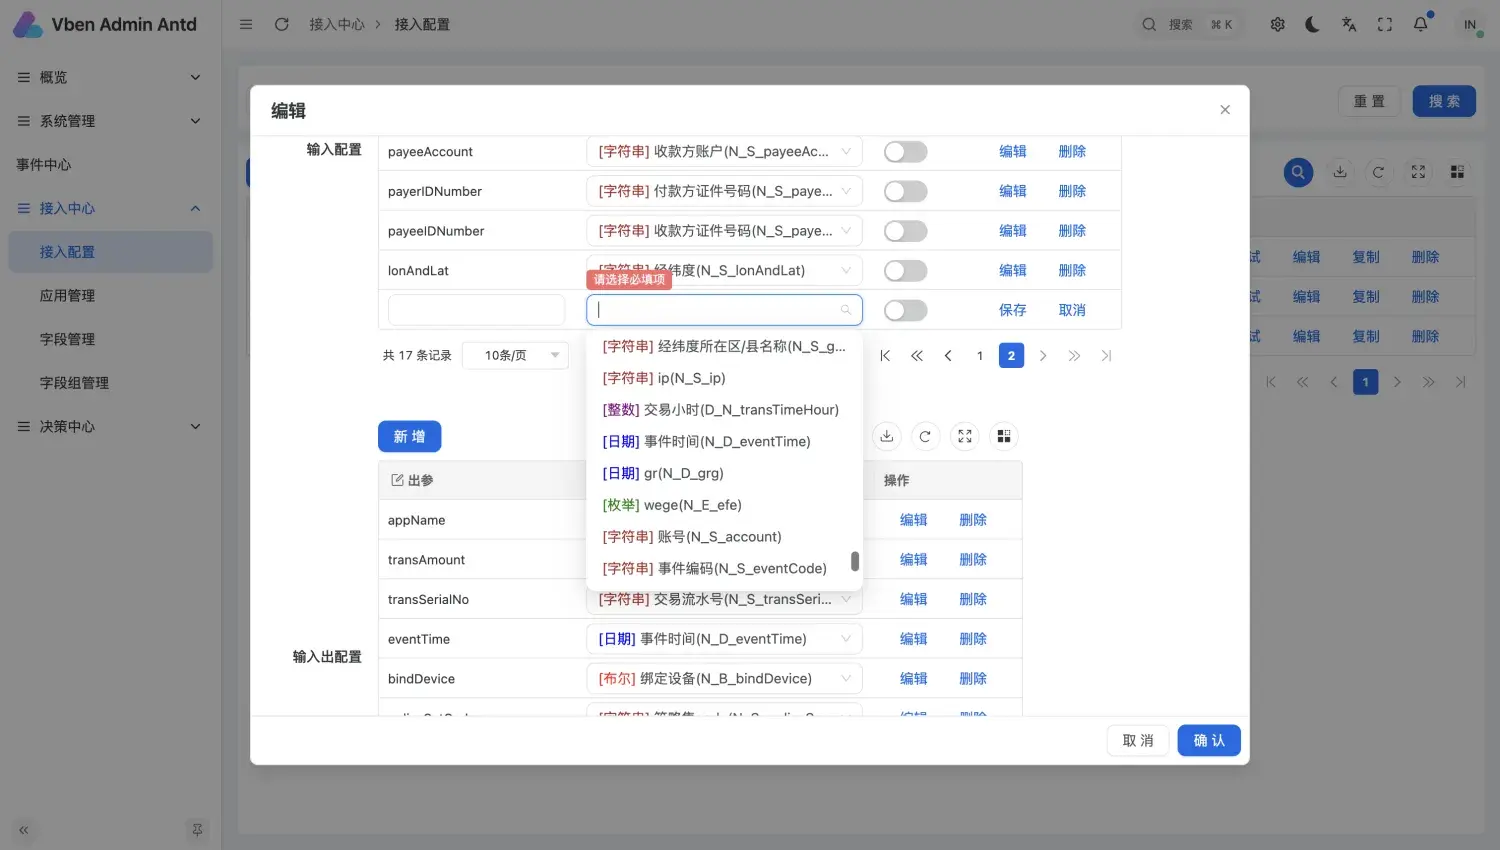 Vben Admin Antd
接入中心 > 接入配置
搜索 ⌘ K
IN
概览
系统管理
事件中心
接入中心
接入配置
应用管理
字段管理
字段组管理
决策中心
重 置
搜 索
试 编辑 复制 删除
试 编辑 复制 删除
试 编辑 复制 删除
1
编辑
输入配置
payeeAccount [字符串] 收款方账户(N_S_payeeAc... 编辑 删除
payerIDNumber [字符串] 付款方证件号码(N_S_paye... 编辑 删除
payeeIDNumber [字符串] 收款方证件号码(N_S_paye... 编辑 删除
lonAndLat [字符串] 经纬度(N_S_lonAndLat) 编辑 删除
请选择必填项
保存 取消
共 17 条记录 10条/页 1 2
[字符串] 经纬度所在区/县名称(N_S_g...
[字符串] ip(N_S_ip)
[整数] 交易小时(D_N_transTimeHour)
[日期] 事件时间(N_D_eventTime)
[日期] gr(N_D_grg)
[枚举] wege(N_E_efe)
[字符串] 账号(N_S_account)
[字符串] 事件编码(N_S_eventCode)
新 增
出参 操作
appName 编辑 删除
transAmount 编辑 删除
transSerialNo [字符串] 交易流水号(N_S_transSeri... 编辑 删除
输入出配置
eventTime [日期] 事件时间(N_D_eventTime) 编辑 删除
bindDevice [布尔] 绑定设备(N_B_bindDevice) 编辑 删除
[字符串] 编辑 删除
取 消
确 认